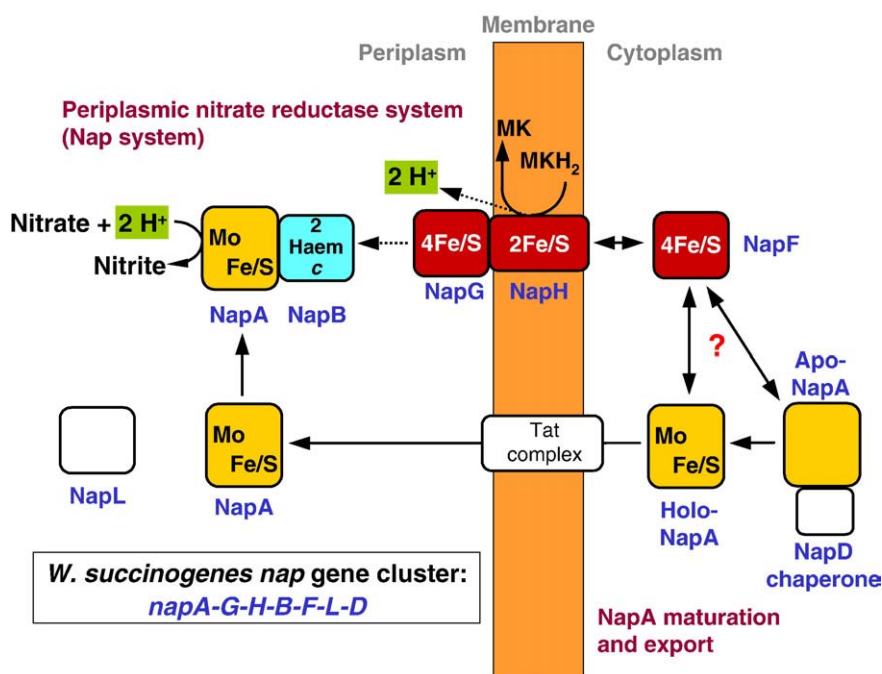 Membrane
Periplasm
Cytoplasm
Periplasmic nitrate reductase system
(Nap system)
MK
MKH2
2 H+
Nitrate + 2 H+
Nitrite
Mo
Fe/S
2
Haem
c
4Fe/S
2Fe/S
4Fe/S
NapF
NapG
NapH
NapA
NapB
?
Apo-
NapA
Mo
Fe/S
Tat
complex
Mo
Fe/S
NapL
NapA
Holo-
NapA
NapD
chaperone
W. succinogenes nap gene cluster:
napA-G-H-B-F-L-D
NapA maturation
and export